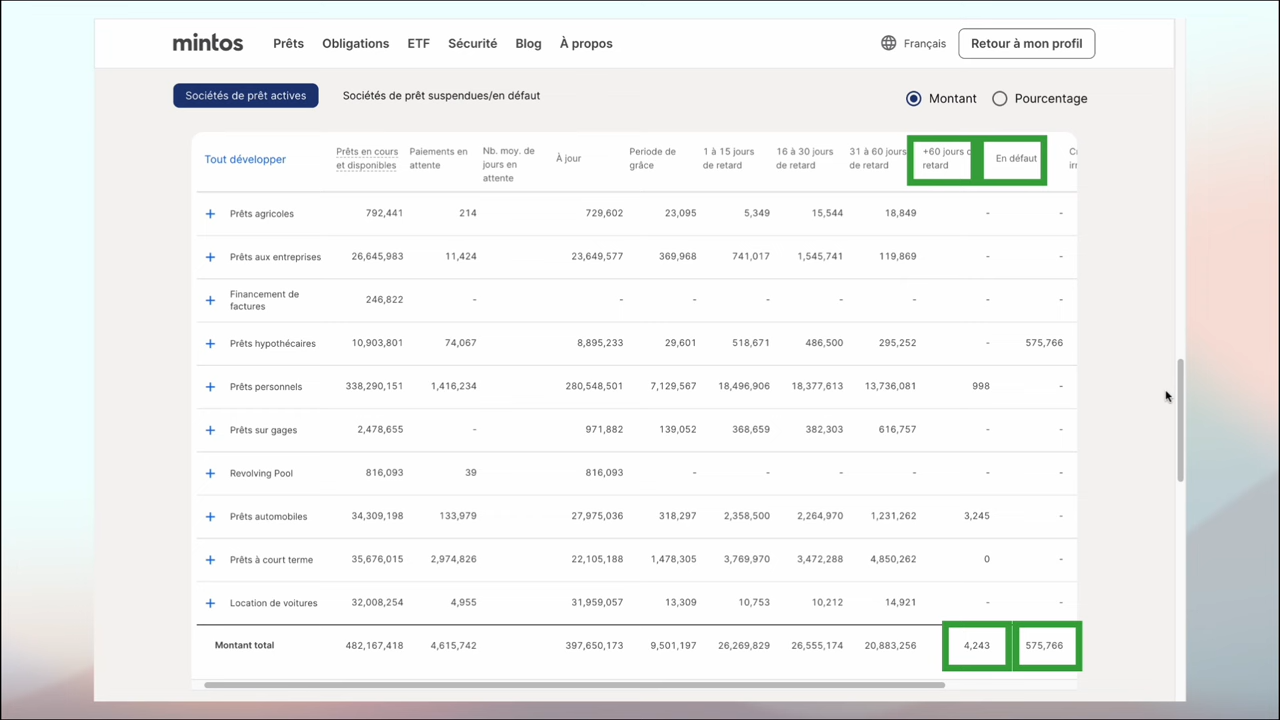 mintos Prêts Obligations ETF Sécurité Blog À propos Français Retour à mon profil
Sociétés de prêt actives Sociétés de prêt suspendues/en défaut Montant Pourcentage
Tout développer
Prêts en cours
et disponibles
Paiements en
attente
Nb. moy. de
jours en
attente
À jour
Periode de
grâce
1 à 15 jours
de retard
16 à 30 jours
de retard
31 à 60 jours
de retard
+60 jours
retard
En défaut
Prêts agricoles 792,441 214 729,602 23,095 5,349 15,544 18,849 - -
Prêts aux entreprises 26,645,983 11,424 23,649,577 369,968 741,017 1,545,741 119,869 - -
Financement de
factures
246,822 - - - - - - - -
Prêts hypothécaires 10,903,801 74,067 8,895,233 29,601 518,671 486,500 295,252 - 575,766
Prêts personnels 338,290,151 1,416,234 280,548,501 7,129,567 18,496,906 18,377,613 13,736,081 998 -
Prêts sur gages 2,478,655 - 971,882 139,052 368,659 382,303 616,757 - -
Revolving Pool 816,093 39 816,093 - - - - - -
Prêts automobiles 34,309,198 133,979 27,975,036 318,297 2,358,500 2,264,970 1,231,262 3,245 -
Prêts à court terme 35,676,015 2,974,826 22,105,188 1,478,305 3,769,970 3,472,288 4,850,262 0 -
Location de voitures 32,008,254 4,955 31,959,057 13,309 10,753 10,212 14,921 - -
Montant total 482,167,418 4,615,742 397,650,173 9,501,197 26,269,829 26,555,174 20,883,256 4,243 575,766